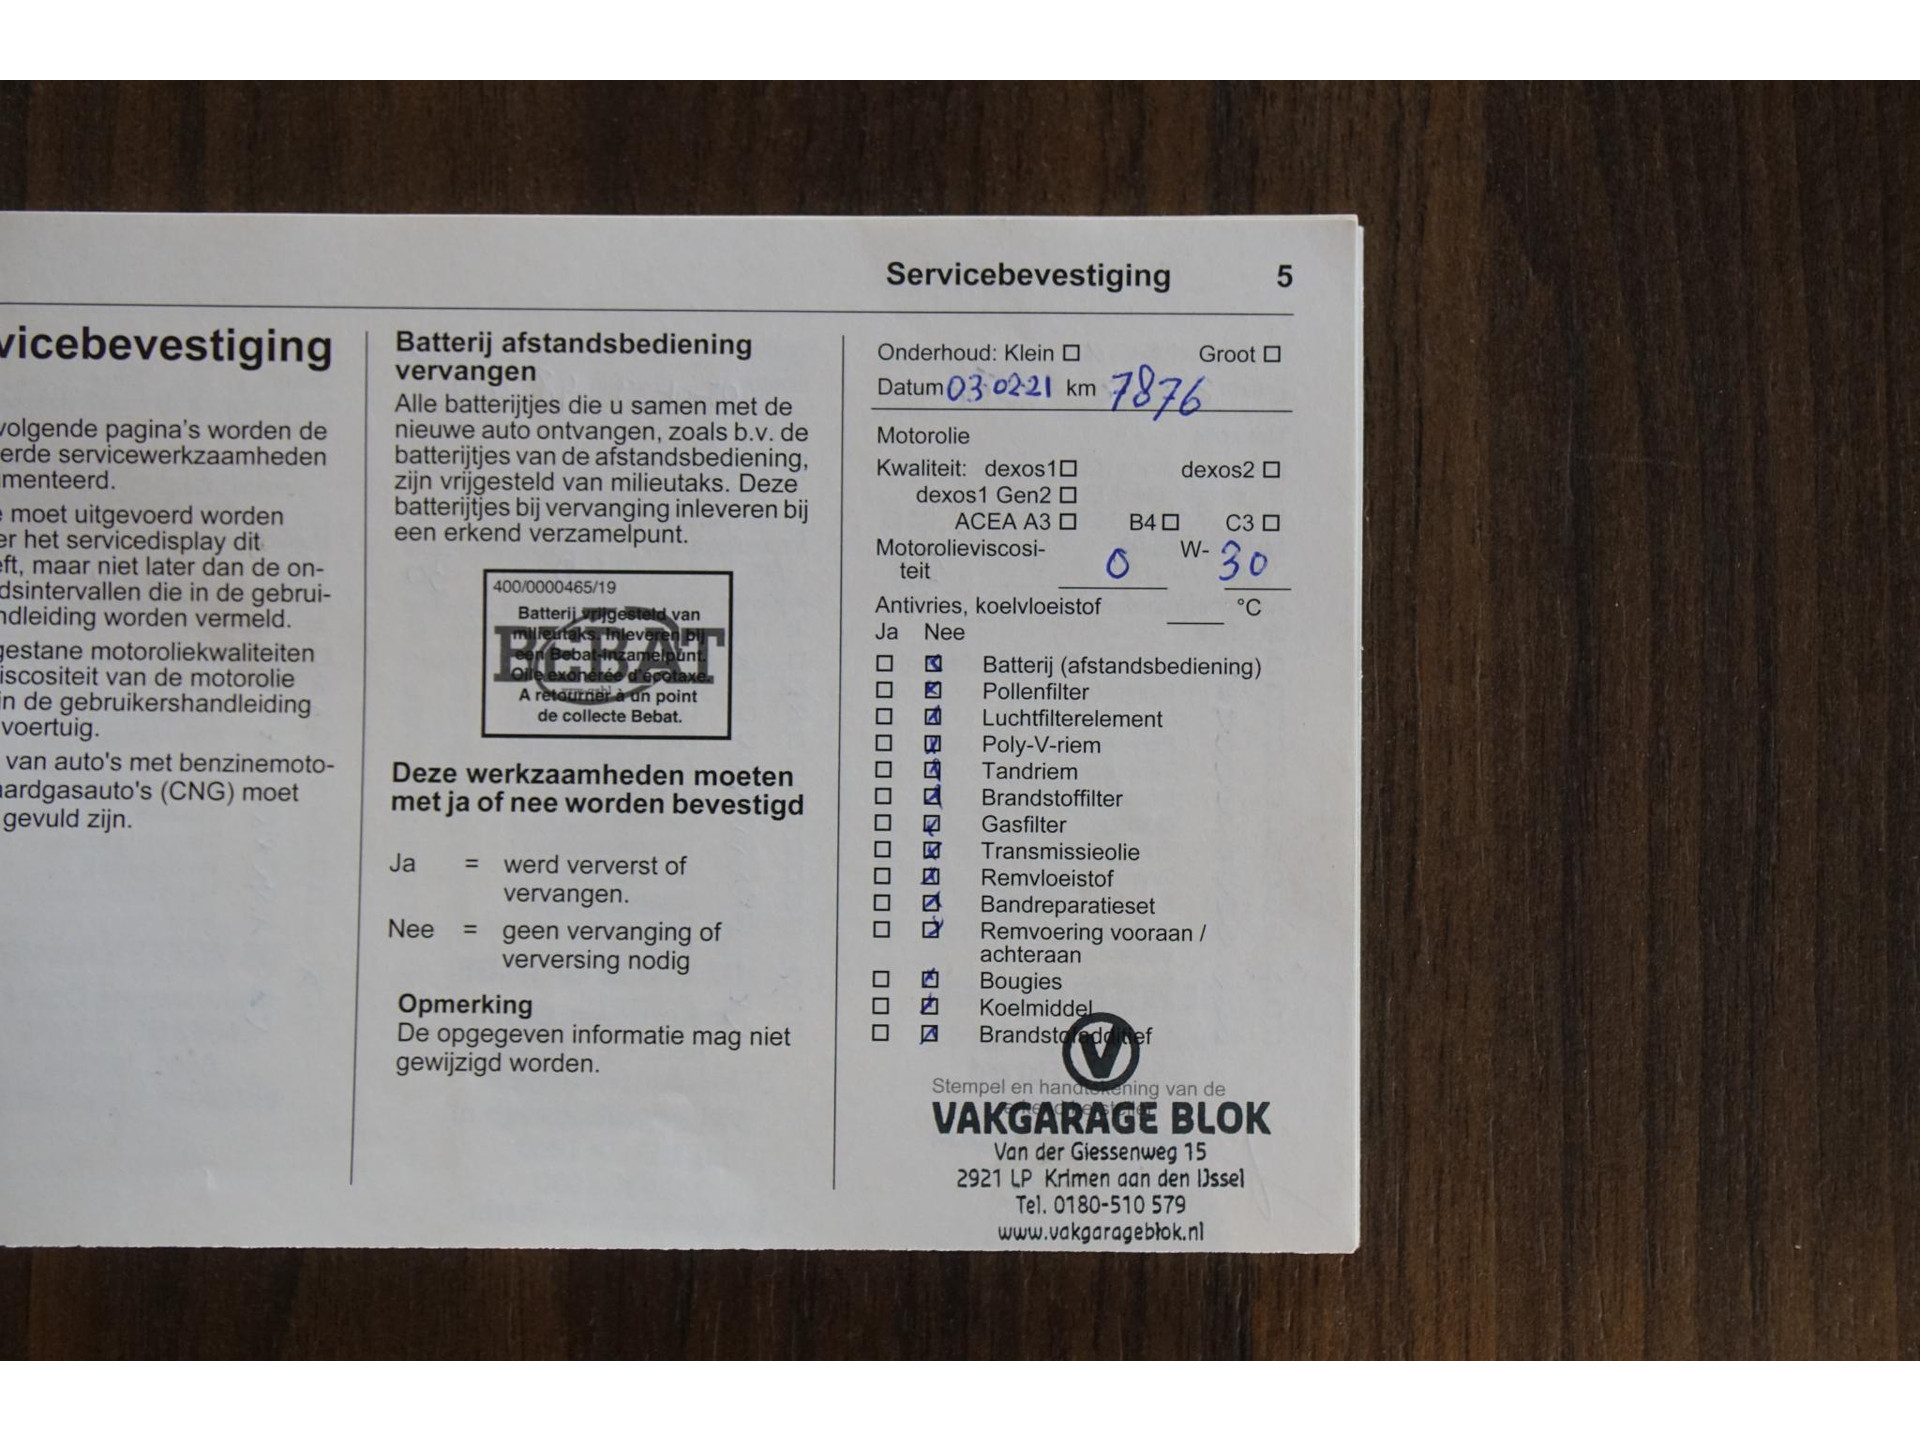 Servicebevestiging 5
vicebevestiging
volgende pagina's worden de
erde servicewerkzaamheden
menteerd.
e moet uitgevoerd worden
er het servicedisplay dit
eft, maar niet later dan de on-
dsintervallen die in de gebrui-
ndleiding worden vermeld.
gestane motoroliekwaliteiten
iscositeit van de motorolie
in de gebruikershandleiding
voertuig.
van auto's met benzinemoto-
aardgasauto's (CNG) moet
gevuld zijn.
Batterij afstandsbediening
vervangen
Alle batterijtjes die u samen met de
nieuwe auto ontvangen, zoals b.v. de
batterijtjes van de afstandsbediening,
zijn vrijgesteld van milieutaks. Deze
batterijtjes bij vervanging inleveren bij
een erkend verzamelpunt.
400/0000465/19
BEBAT
Batterij vrijgesteld van
milieutaks. Inleveren bij
een Bebat-inzamelpunt.
Pile exonérée d'écotaxe.
A retourner à un point
de collecte Bebat.
Deze werkzaamheden moeten
met ja of nee worden bevestigd
Ja = werd ververst of
vervangen.
Nee = geen vervanging of
verversing nodig
Opmerking
De opgegeven informatie mag niet
gewijzigd worden.
Onderhoud: Klein ☐ Groot ☐
Datum 03-02-21 km 7876
Motorolie
Kwaliteit: dexos1 ☐ dexos2 ☐
dexos1 Gen2 ☐
ACEA A3 ☐ B4 ☐ C3 ☐
Motorolieviscosi- 0 W- 30
teit
Antivries, koelvloeistof °C
Ja Nee
☐ ☒ Batterij (afstandsbediening)
☐ ☒ Pollenfilter
☐ ☒ Luchtfilterelement
☐ ☒ Poly-V-riem
☐ ☒ Tandriem
☐ ☒ Brandstoffilter
☐ ☒ Gasfilter
☐ ☒ Transmissieolie
☐ ☒ Remvloeistof
☐ ☒ Bandreparatieset
☐ ☒ Remvoering vooraan /
achteraan
☐ ☒ Bougies
☐ ☒ Koelmiddel
☐ ☒ Brandstofadditief
Stempel en handtekening van de
VAKGARAGE BLOK
Van der Giessenweg 15
2921 LP Krimen aan den IJssel
Tel. 0180-510 579
www.vakgarageblok.nl